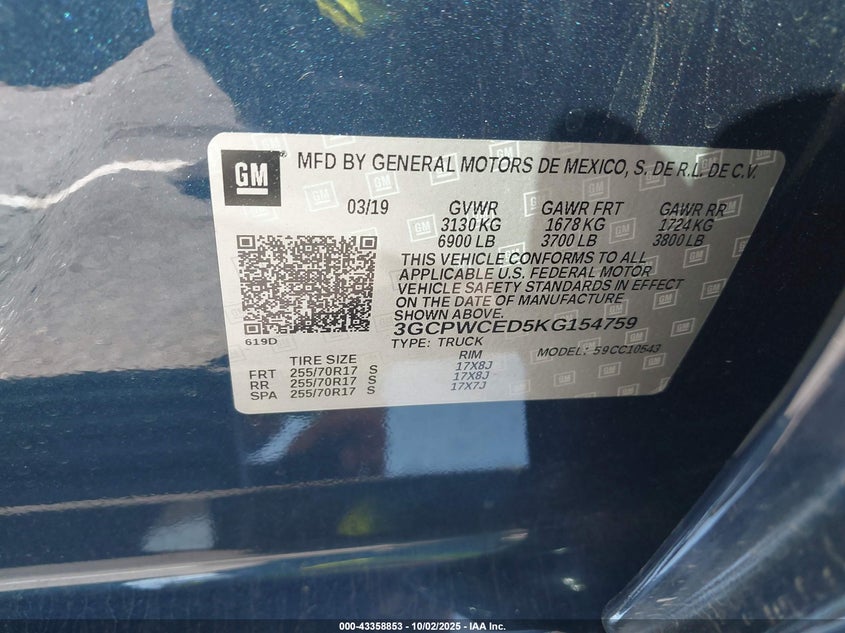 GM MFD BY GENERAL MOTORS DE MEXICO, S. DE R.L. DE C.V.
03/19 GVWR GAWR FRT GAWR RR
3130 KG 1678 KG 1724 KG
6900 LB 3700 LB 3800 LB
THIS VEHICLE CONFORMS TO ALL
APPLICABLE U.S. FEDERAL MOTOR
VEHICLE SAFETY STANDARDS IN EFFECT
ON THE DATE OF MANUFACTURE
SHOWN ABOVE.
3GCPWCED5KG154759
619D TYPE: TRUCK MODEL: 59CC10543
TIRE SIZE RIM
FRT 255/70R17 S 17X8J
RR 255/70R17 S 17X8J
SPA 255/70R17 S 17X7J
000-43358853 - 10/02/2025 - IAA Inc.